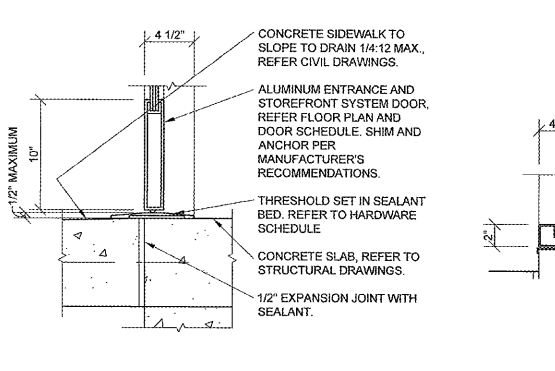 4 1/2"
CONCRETE SIDEWALK TO
SLOPE TO DRAIN 1/4:12 MAX.,
REFER CIVIL DRAWINGS.
ALUMINUM ENTRANCE AND
STOREFRONT SYSTEM DOOR,
REFER FLOOR PLAN AND
DOOR SCHEDULE. SHIM AND
ANCHOR PER
MANUFACTURER'S
RECOMMENDATIONS.
10"
1/2" MAXIMUM
THRESHOLD SET IN SEALANT
BED. REFER TO HARDWARE
SCHEDULE
CONCRETE SLAB, REFER TO
STRUCTURAL DRAWINGS.
1/2" EXPANSION JOINT WITH
SEALANT.
4
2"